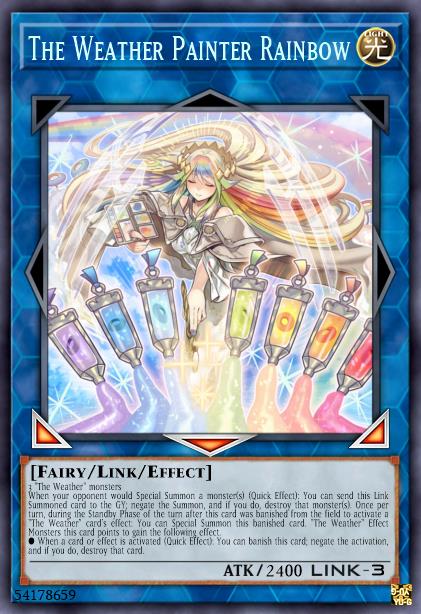 THE WEATHER PAINTER RAINBOW
LIGHT
光
[FAIRY/LINK/EFFECT]
3 "The Weather" monsters
When your opponent would Special Summon a monster(s) (Quick Effect): You can send this Link
Summoned card to the GY; negate the Summon, and if you do, destroy that monster(s). Once per
turn, during the Standby Phase of the turn after this card was banished from the field to activate a
"The Weather" card's effect: You can Special Summon this banished card. "The Weather" Effect
Monsters this card points to gain the following effect.
● When a card or effect is activated (Quick Effect): You can banish this card; negate the activation,
and if you do, destroy that card.
ATK/2400 LINK-3
54178659